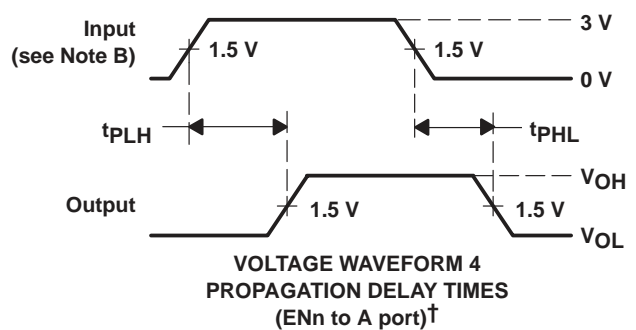 Input
(see Note B)
1.5 V
1.5 V
3 V
0 V
tPLH
tPHL
Output
1.5 V
1.5 V
VOH
VOL
VOLTAGE WAVEFORM 4
PROPAGATION DELAY TIMES
(ENn to A port)†